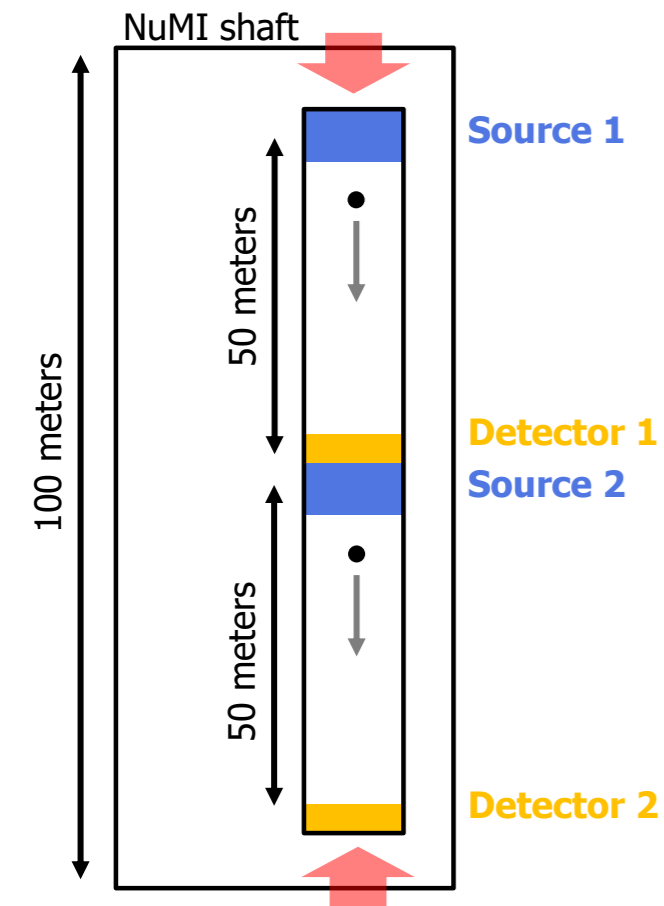 NuMI shaft
Source 1
50 meters
100 meters
Detector 1
Source 2
50 meters
Detector 2